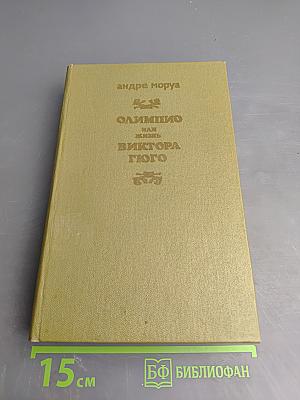 андре моруа
ОЛИМПИО
или
жизнь
ВИКТОРА
ГЮГО
15 см
БФ БИБЛИОФАН